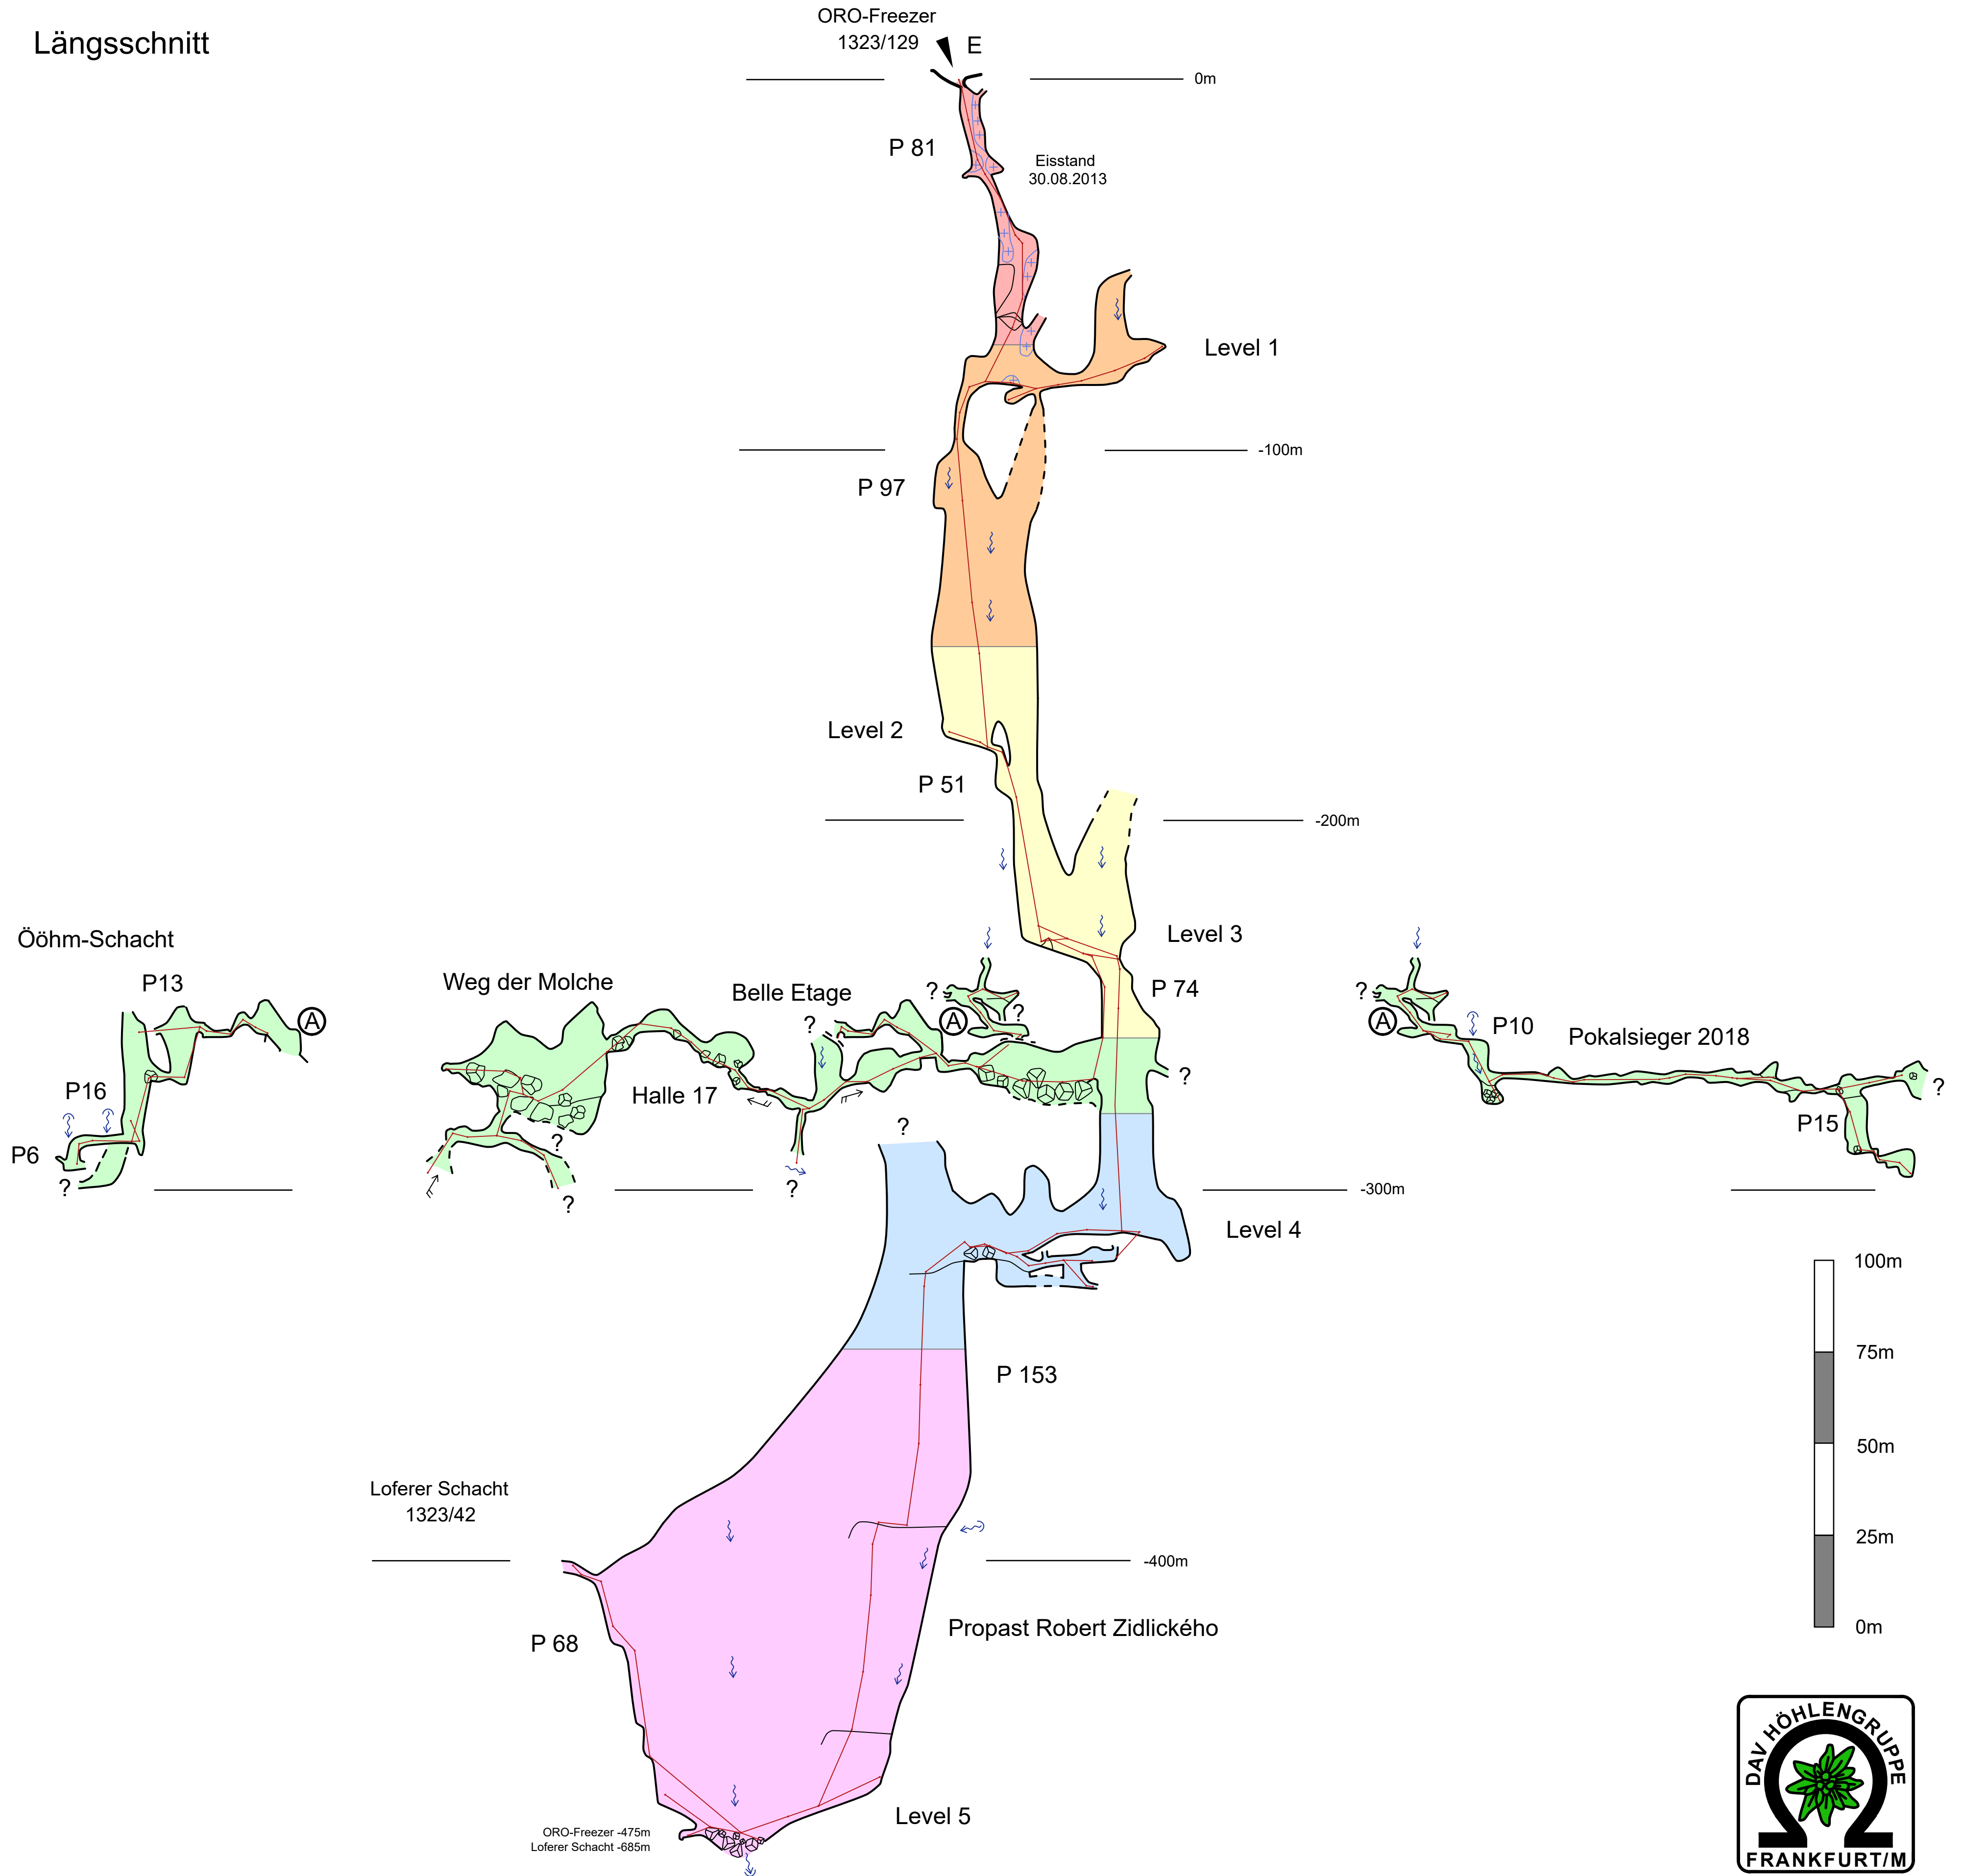 Längsschnitt
ORO-Freezer
1323/129
E
0m
P 81
Eisstand
30.08.2013
Level 1
-100m
P 97
Level 2
P 51
-200m
Level 3
P 74
Ööhm-Schacht
P13
A
P16
P6
?
Weg der Molche
Belle Etage
Halle 17
?
?
?
?
?
?
A
?
?
?
A
P10
Pokalsieger 2018
?
P15
-300m
Level 4
100m
75m
50m
25m
0m
P 153
Loferer Schacht
1323/42
-400m
Propast Robert Zidlického
P 68
Level 5
ORO-Freezer -475m
Loferer Schacht -685m
DAV HÖHLENGRUPPE
FRANKFURT/M